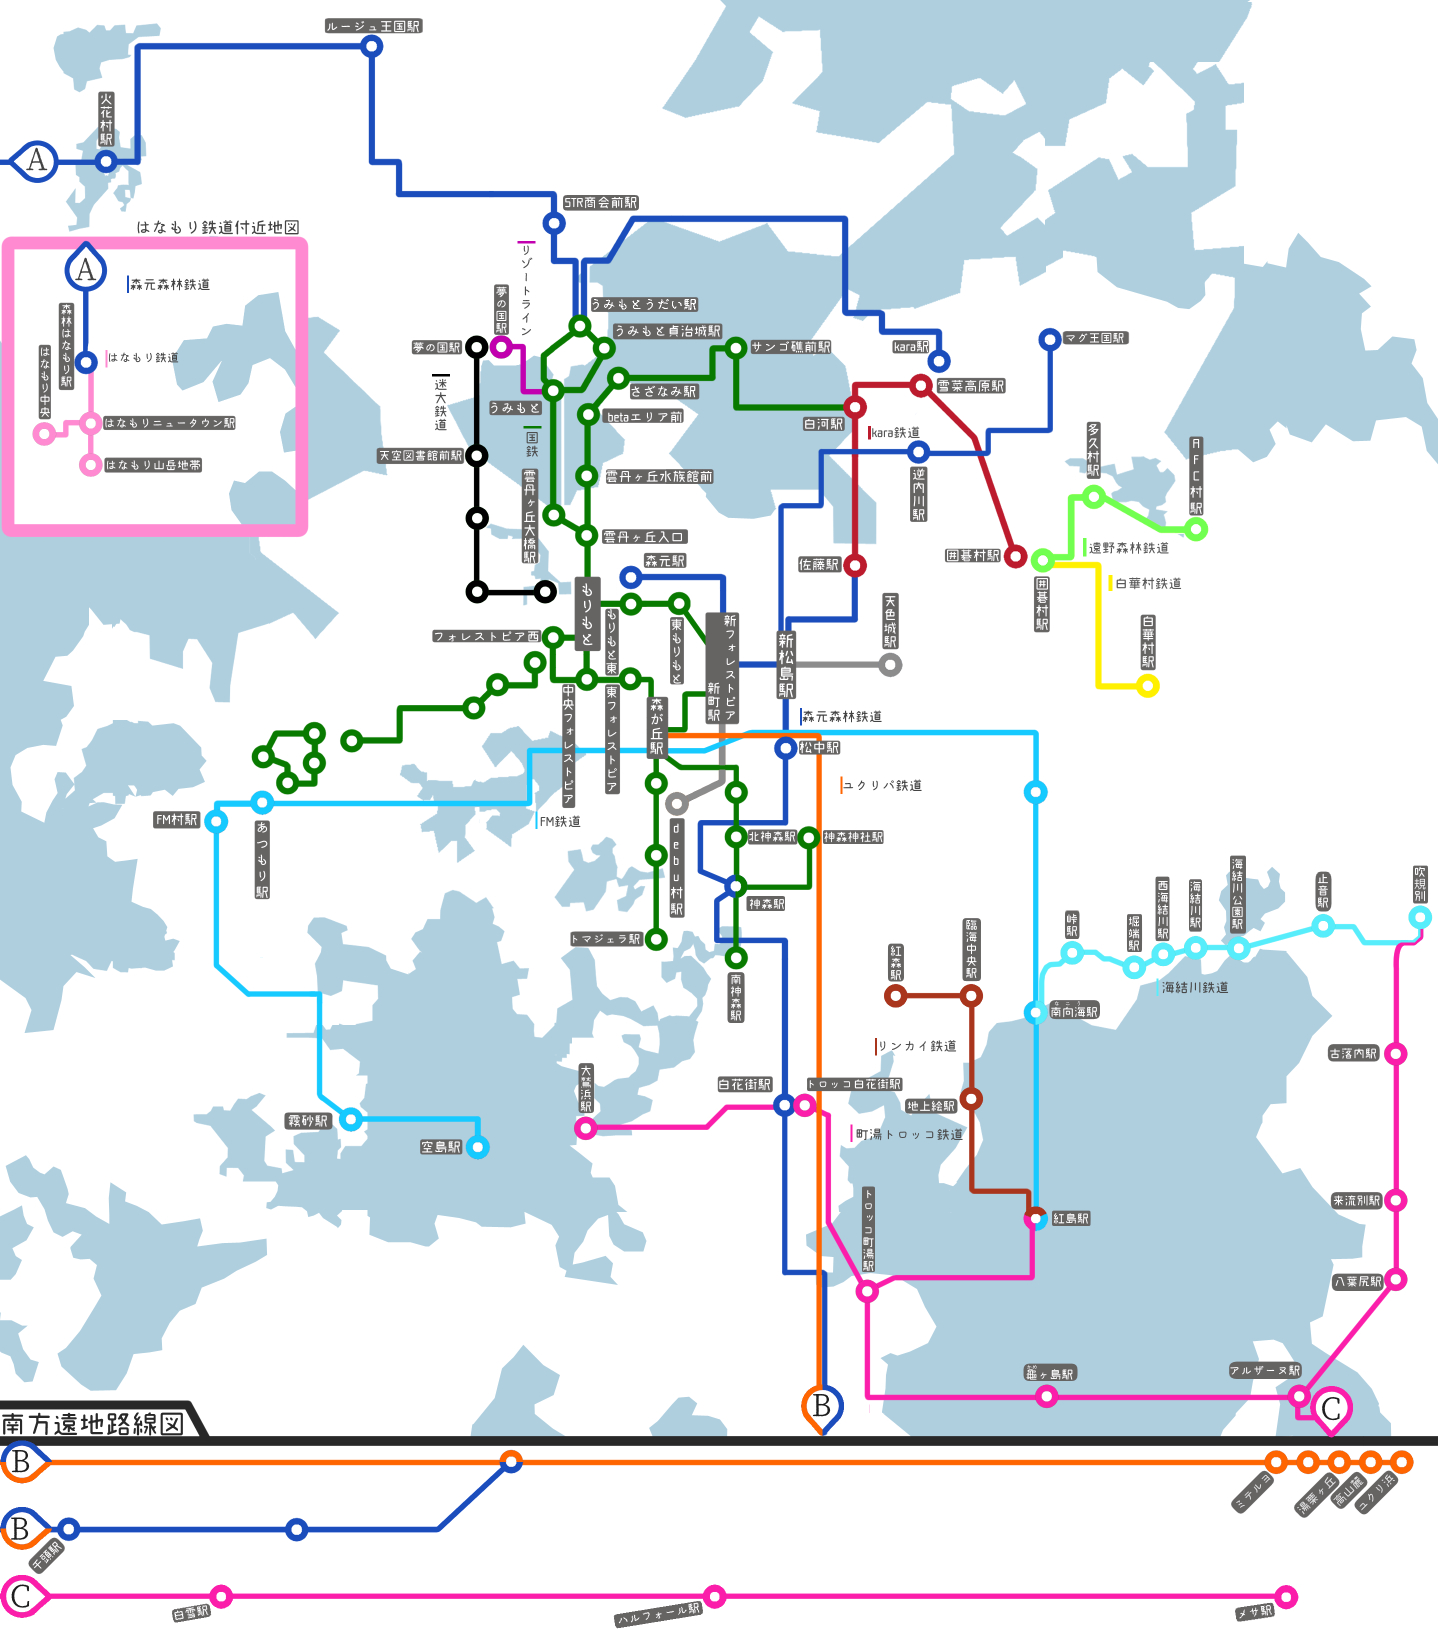 ルージュ王国駅
火花村駅
A
STR商会前駅
はなもり鉄道付近地図
A
森元森林鉄道
森林はなもり駅
はなもり鉄道
はなもり中央
はなもりニュータウン駅
はなもり山岳地帯
リゾートライン
夢の国駅
夢の国駅
うみもとうだい駅
うみもと貞治城駅
サンゴ礁前駅
kara駅
マグ王国駅
迷大鉄道
さざなみ駅
雪菜高原駅
うみもと
betaエリア前
白河駅
kara鉄道
国鉄
天空図書館前駅
雲丹ヶ丘水族館前
雲丹ヶ丘大橋駅
逆内川駅
多久村駅
AFC村駅
雲丹ヶ丘入口
遠野森林鉄道
囲碁村駅
囲碁村駅
白華村鉄道
白華村駅
森元駅
佐藤駅
天色城駅
もりもと
もりもと東
東もりもと
フォレストピア西
新フォレストピア
新町駅
新松島駅
中央フォレストピア
東フォレストピア
森が丘駅
森元森林鉄道
松中駅
ユクリバ鉄道
FM村駅
あつもり駅
FM鉄道
debu村駅
北神森駅
神森神社駅
神森駅
トマジェラ駅
南神森駅
紅森駅
臨海中央駅
峠駅
堀端駅
西海結川駅
海結川駅
海結川公園駅
止音駅
吹規別
海結川鉄道
なこう
南向海駅
リンカイ鉄道
古落内駅
大鷲浜駅
白花街駅
トロッコ白花街駅
地上絵駅
町湯トロッコ鉄道
霧砂駅
空島駅
トロッコ町湯駅
紅島駅
来流別駅
八葉尻駅
かめ
龜ヶ島駅
アルザーヌ駅
B
C
南方遠地路線図
B
ミテルヨ
湯栗ヶ丘
高山麓
ユクリ浜
B
千頭駅
C
白雪駅
ハルフォール駅
メサ駅